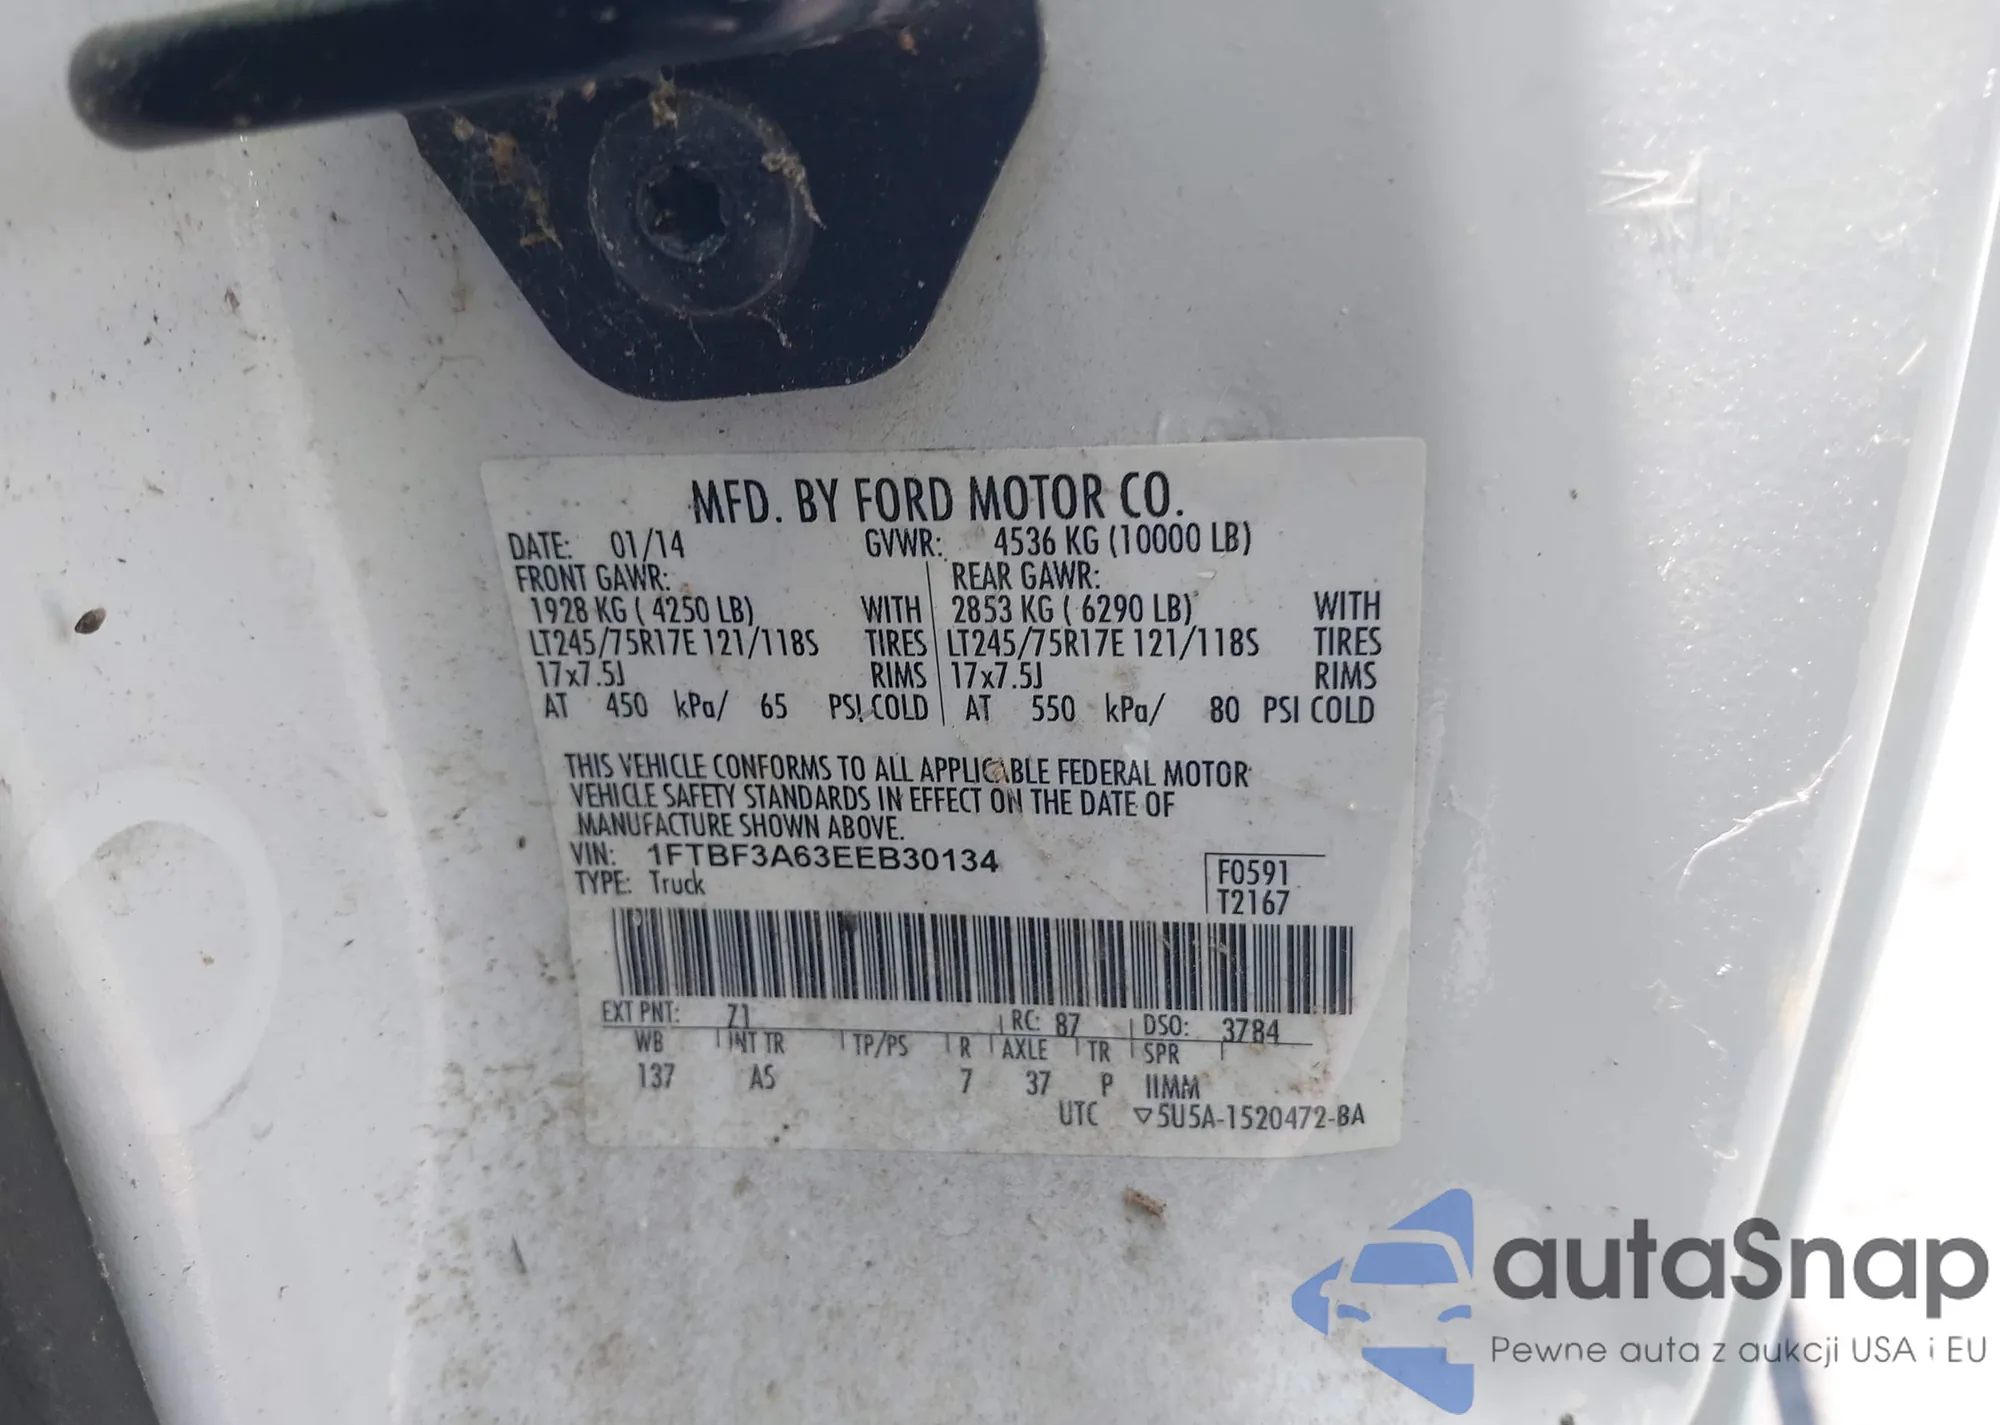 MFD. BY FORD MOTOR CO.
DATE: 01/14 GVWR: 4536 KG (10000 LB)
FRONT GAWR: REAR GAWR:
1928 KG ( 4250 LB) WITH 2853 KG ( 6290 LB) WITH
LT245/75R17E 121/118S TIRES LT245/75R17E 121/118S TIRES
17x7.5J RIMS 17x7.5J RIMS
AT 450 kPa/ 65 PSI COLD AT 550 kPa/ 80 PSI COLD
THIS VEHICLE CONFORMS TO ALL APPLICABLE FEDERAL MOTOR
VEHICLE SAFETY STANDARDS IN EFFECT ON THE DATE OF
MANUFACTURE SHOWN ABOVE.
VIN: 1FTBF3A63EEB30134
TYPE: Truck
F0591
T2167
EXT PNT: Z1 RC: 87 DSO: 3784
WB INT TR TP/PS R AXLE TR SPR
137 AS 7 37 P IIMM
UTC ▽5U5A-1520472-BA
autaSnap
Pewne auta z aukcji USA i EU